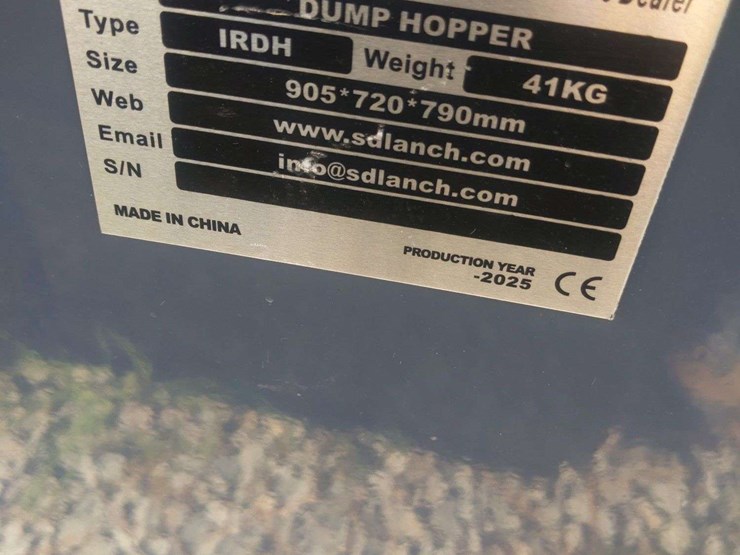 DUMP HOPPER
Type IRDH Weight 41KG
Size 905*720*790mm
Web www.sdlanch.com
Email info@sdlanch.com
S/N
MADE IN CHINA
PRODUCTION YEAR
-2025 CE